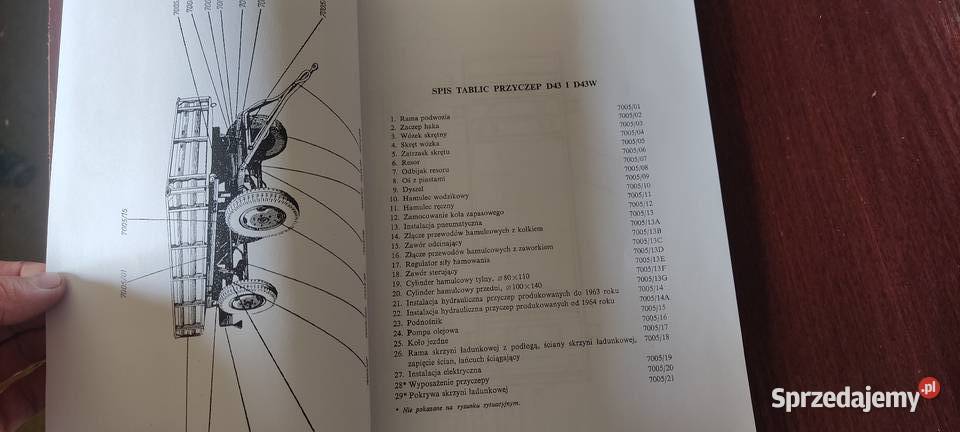 SPIS TABLIC PRZYCZEP D43 I D43W
1. Rama podwozia 7005/01
2. Zaczep haka 7005/02
3. Wózek skrętny 7005/03
4. Skręt wózka 7005/04
5. Zatrzask skrętu 7005/05
6. Resor 7005/06
7. Odbijak resoru 7005/07
8. Oś z piastami 7005/08
9. Dyszel 7005/09
10. Hamulec wodzikowy 7005/10
11. Hamulec ręczny 7005/11
12. Zamocowanie koła zapasowego 7005/12
13. Instalacja pneumatyczna 7005/13
14. Złącze przewodów hamulcowych z kołkiem 7005/13A
15. Zawór odcinający 7005/13B
16. Złącze przewodów hamulcowych z zaworkiem 7005/13C
17. Regulator siły hamowania 7005/13D
18. Zawór sterujący 7005/13E
19. Cylinder hamulcowy tylny, ⌀80×110 7005/13F
20. Cylinder hamulcowy przedni, ⌀100×140 7005/13G
21. Instalacja hydrauliczna przyczep produkowanych do 1963 roku 7005/14
22. Instalacja hydrauliczna przyczep produkowanych od 1964 roku 7005/14A
23. Podnośnik 7005/15
24. Pompa olejowa 7005/16
25. Koło jezdne 7005/17
26. Rama skrzyni ładunkowej z podłogą, ściany skrzyni ładunkowej, 7005/18
zapięcie ścian, łańcuch ściągający
27. Instalacja elektryczna 7005/19
28* Wyposażenie przyczepy 7005/20
29* Pokrywa skrzyni ładunkowej 7005/21
* Nie pokazane na rysunku sytuacyjnym.
Sprzedajemy.pl